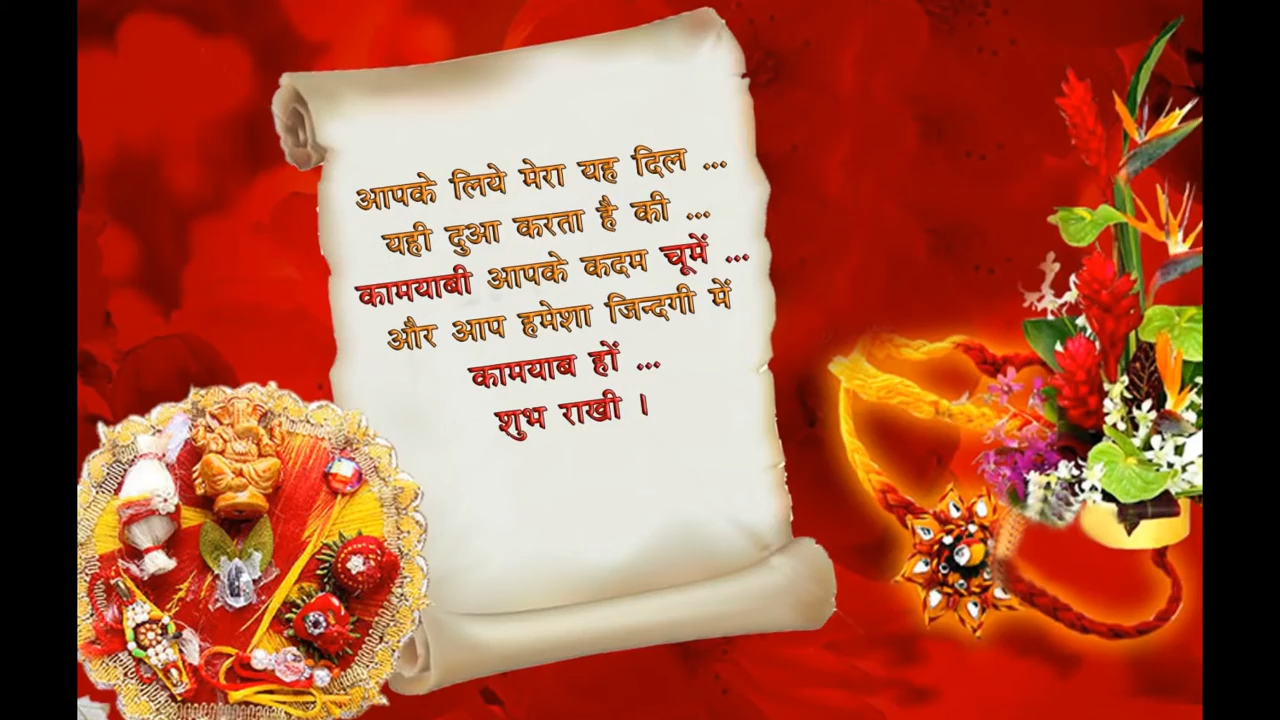 आपके लिये मेरा यह दिल ...
यही दुआ करता है की ...
कामयाबी आपके कदम चूमें ...
और आप हमेशा जिन्दगी में
कामयाब हों ...
शुभ राखी ।